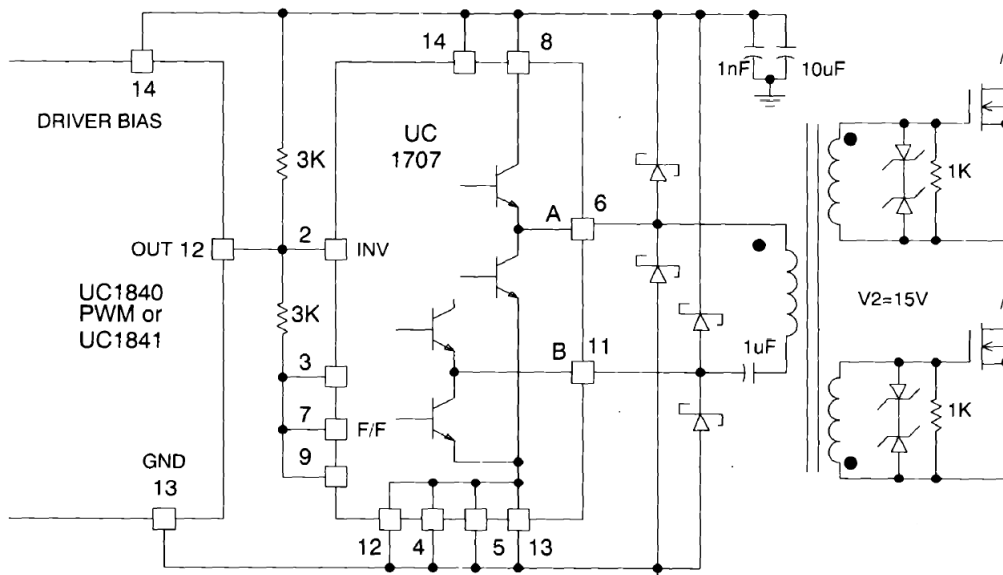 14
DRIVER BIAS
OUT 12
UC1840
PWM or
UC1841
GND
13
3K
3K
2
INV
3
7
F/F
9
14
8
UC
1707
A
6
B
11
12
4
5
13
1nF
10uF
1uF
1K
V2=15V
1K